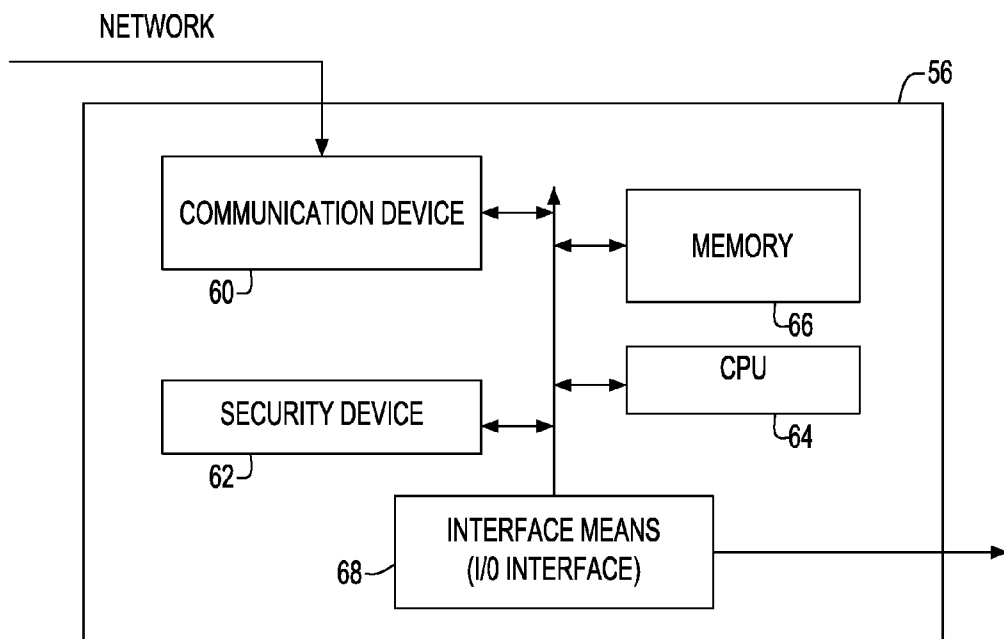 NETWORK
56
COMMUNICATION DEVICE
60
MEMORY
66
CPU
64
SECURITY DEVICE
62
INTERFACE MEANS
(I/0 INTERFACE)
68